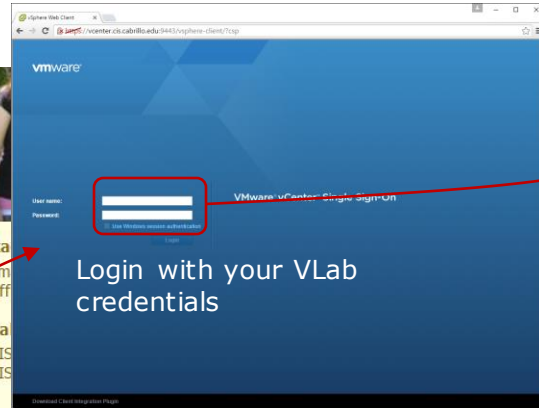 vSphere Web Client
https://vcenter.cis.cabrillo.edu:9443/vsphere-client/?csp
vmware
User name:
Password:
Use Windows session authentication
Login
VMware vCenter Single Sign-On
Login with your VLab
credentials
Download Client Integration Plugin